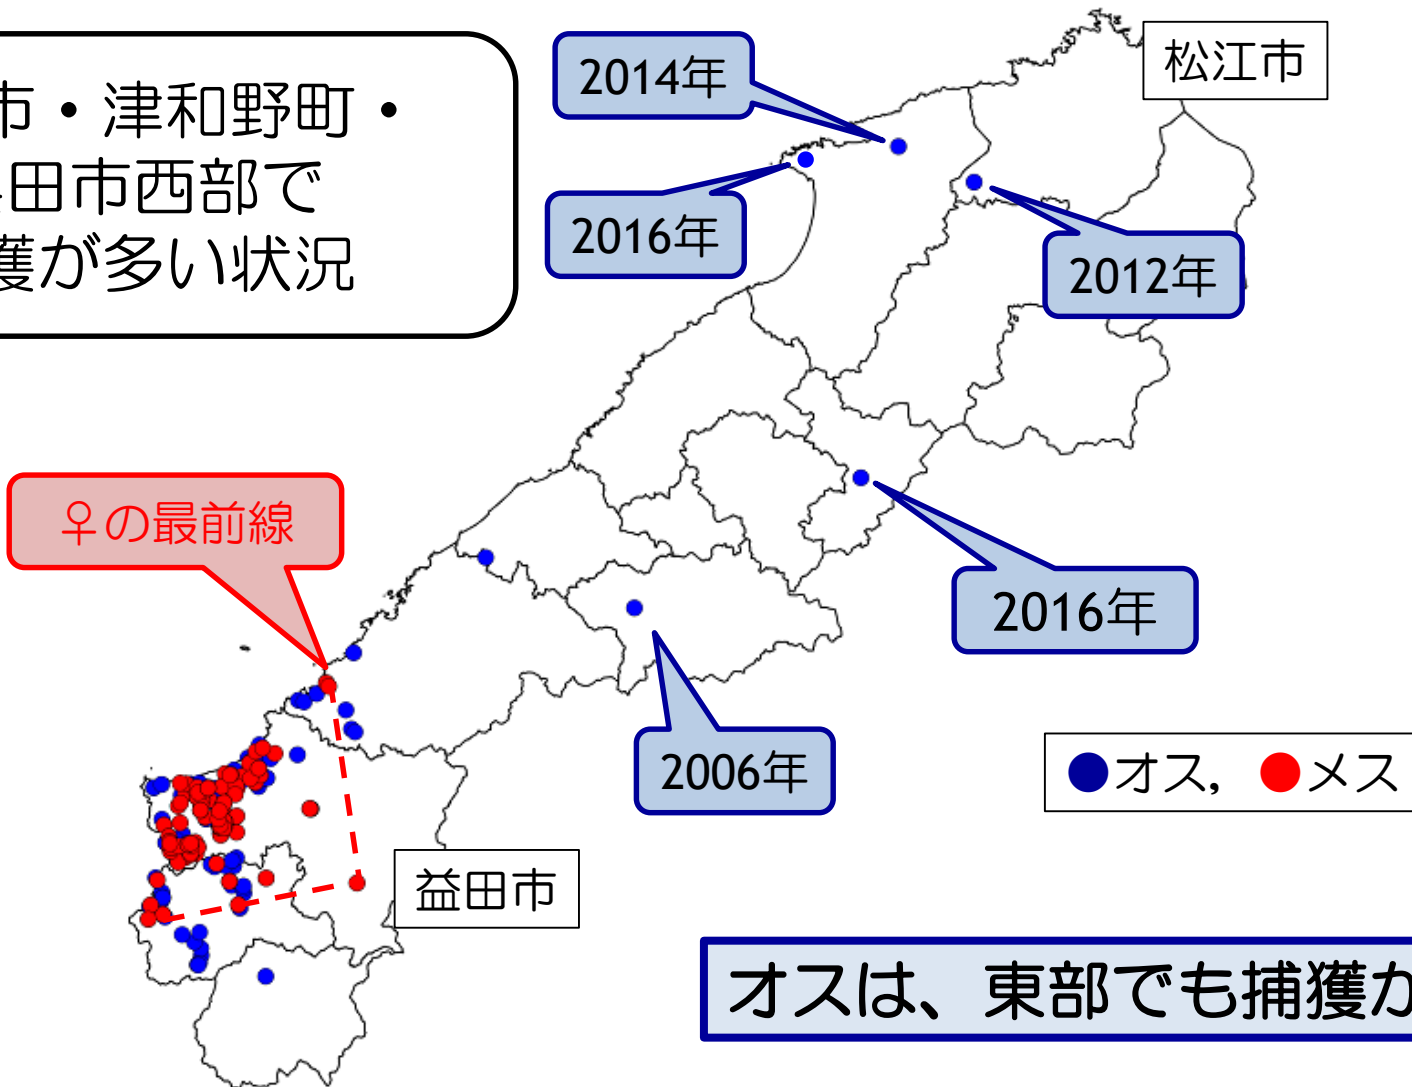 市・津和野町・
田市西部で
獲が多い状況
2014年
松江市
2016年
2012年
♀の最前線
2016年
2006年
●オス, ●メス
益田市
オスは、東部でも捕獲か